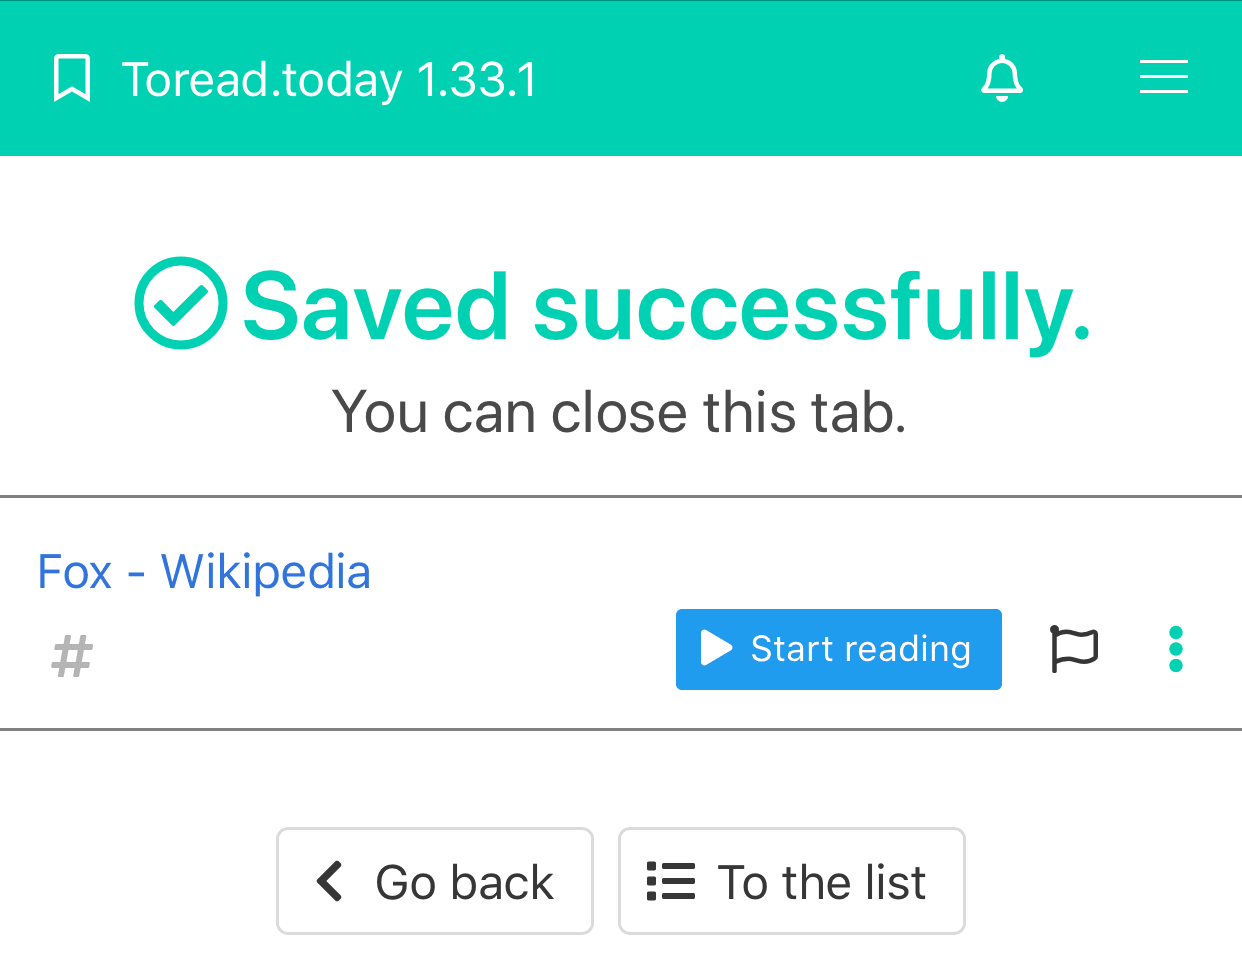 Toread.today 1.33.1
Saved successfully.
You can close this tab.
Fox - Wikipedia
#
Start reading
Go back
To the list